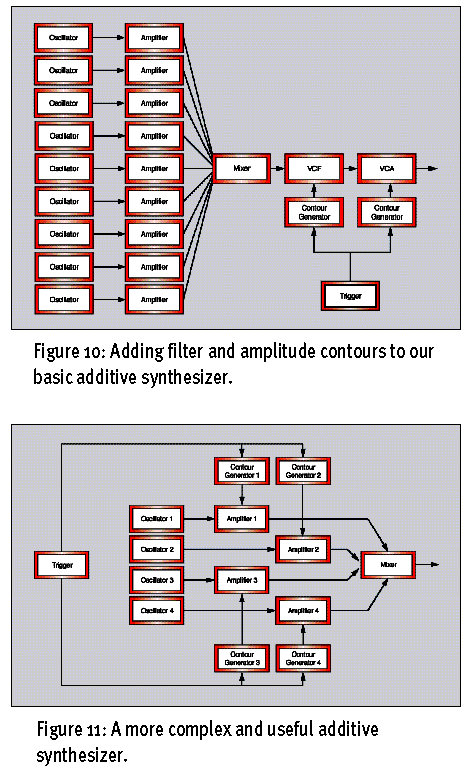 Oscillator Amplifier
Oscillator Amplifier
Oscillator Amplifier
Oscillator Amplifier
Oscillator Amplifier Mixer VCF VCA
Oscillator Amplifier Contour Generator Contour Generator
Oscillator Amplifier
Oscillator Amplifier
Oscillator Amplifier Trigger
Figure 10: Adding filter and amplitude contours to our
basic additive synthesizer.
Contour Generator 1 Contour Generator 2
Oscillator 1 Amplifier 1
Oscillator 2 Amplifier 2
Trigger Mixer
Oscillator 3 Amplifier 3
Oscillator 4 Amplifier 4
Contour Generator 3 Contour Generator 4
Figure 11: A more complex and useful additive
synthesizer.